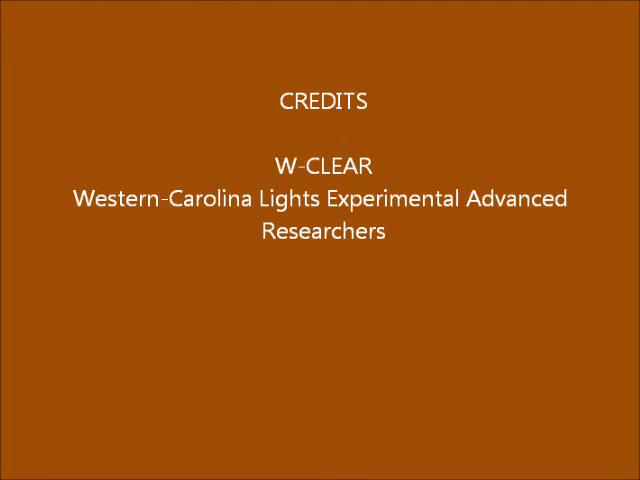 CREDITS
W-CLEAR
Western-Carolina Lights Experimental Advanced
Researchers